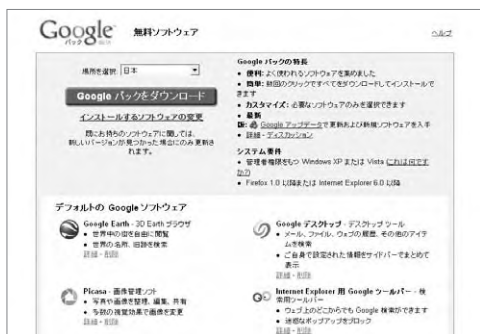 Google
パック BETA
無料ソフトウェア
ヘルプ
場所を選択: 日本
Google パックをダウンロード
インストールするソフトウェアの変更
既にお持ちのソフトウェアに関しては、
新しいバージョンが見つかった場合にのみ更新さ
れます。
Google パックの特長
• 便利: よく使われるソフトウェアを集めました
• 簡単: 数回のクリックですべてをダウンロードしてインストールで
きます
• カスタマイズ: 必要なソフトウェアのみを選択できます
• 最新
版: Google アップデータで更新および新規ソフトウェアを入手
• 詳細 - ディスカッション
システム要件
• 管理者権限をもつ Windows XP または Vista (これは何です
か?)
• Firefox 1.0 以降または Internet Explorer 6.0 以降
デフォルトの Google ソフトウェア
Google Earth - 3D Earth ブラウザ
• 世界中の街を自由に閲覧
• 世界の名所、旧跡を検索
詳細 - 削除
Google デスクトップ - デスクトップ ツール
• メール、ファイル、ウェブの履歴、その他のアイテ
ムを検索
• ご自身で設定された情報をサイドバーでまとめて
表示
詳細 - 削除
Picasa - 画像管理ソフト
• 写真や画像を整理、編集、共有
• 多数の視覚効果で画像を変更
詳細 - 削除
Internet Explorer 用 Google ツールバー - 検
索用ツールバー
• ウェブ上のどこからでも Google 検索ができます
• 迷惑なポップアップをブロック
詳細 - 削除